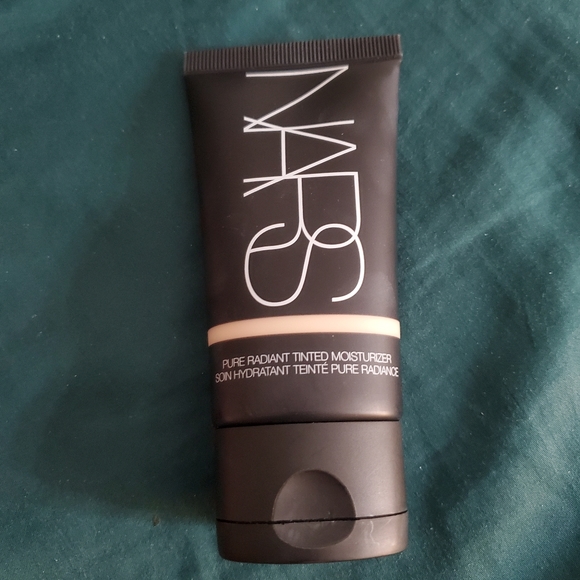 NARS
PURE RADIANT TINTED MOISTURIZER
SOIN HYDRATANT TEINTÉ PURE RADIANCE